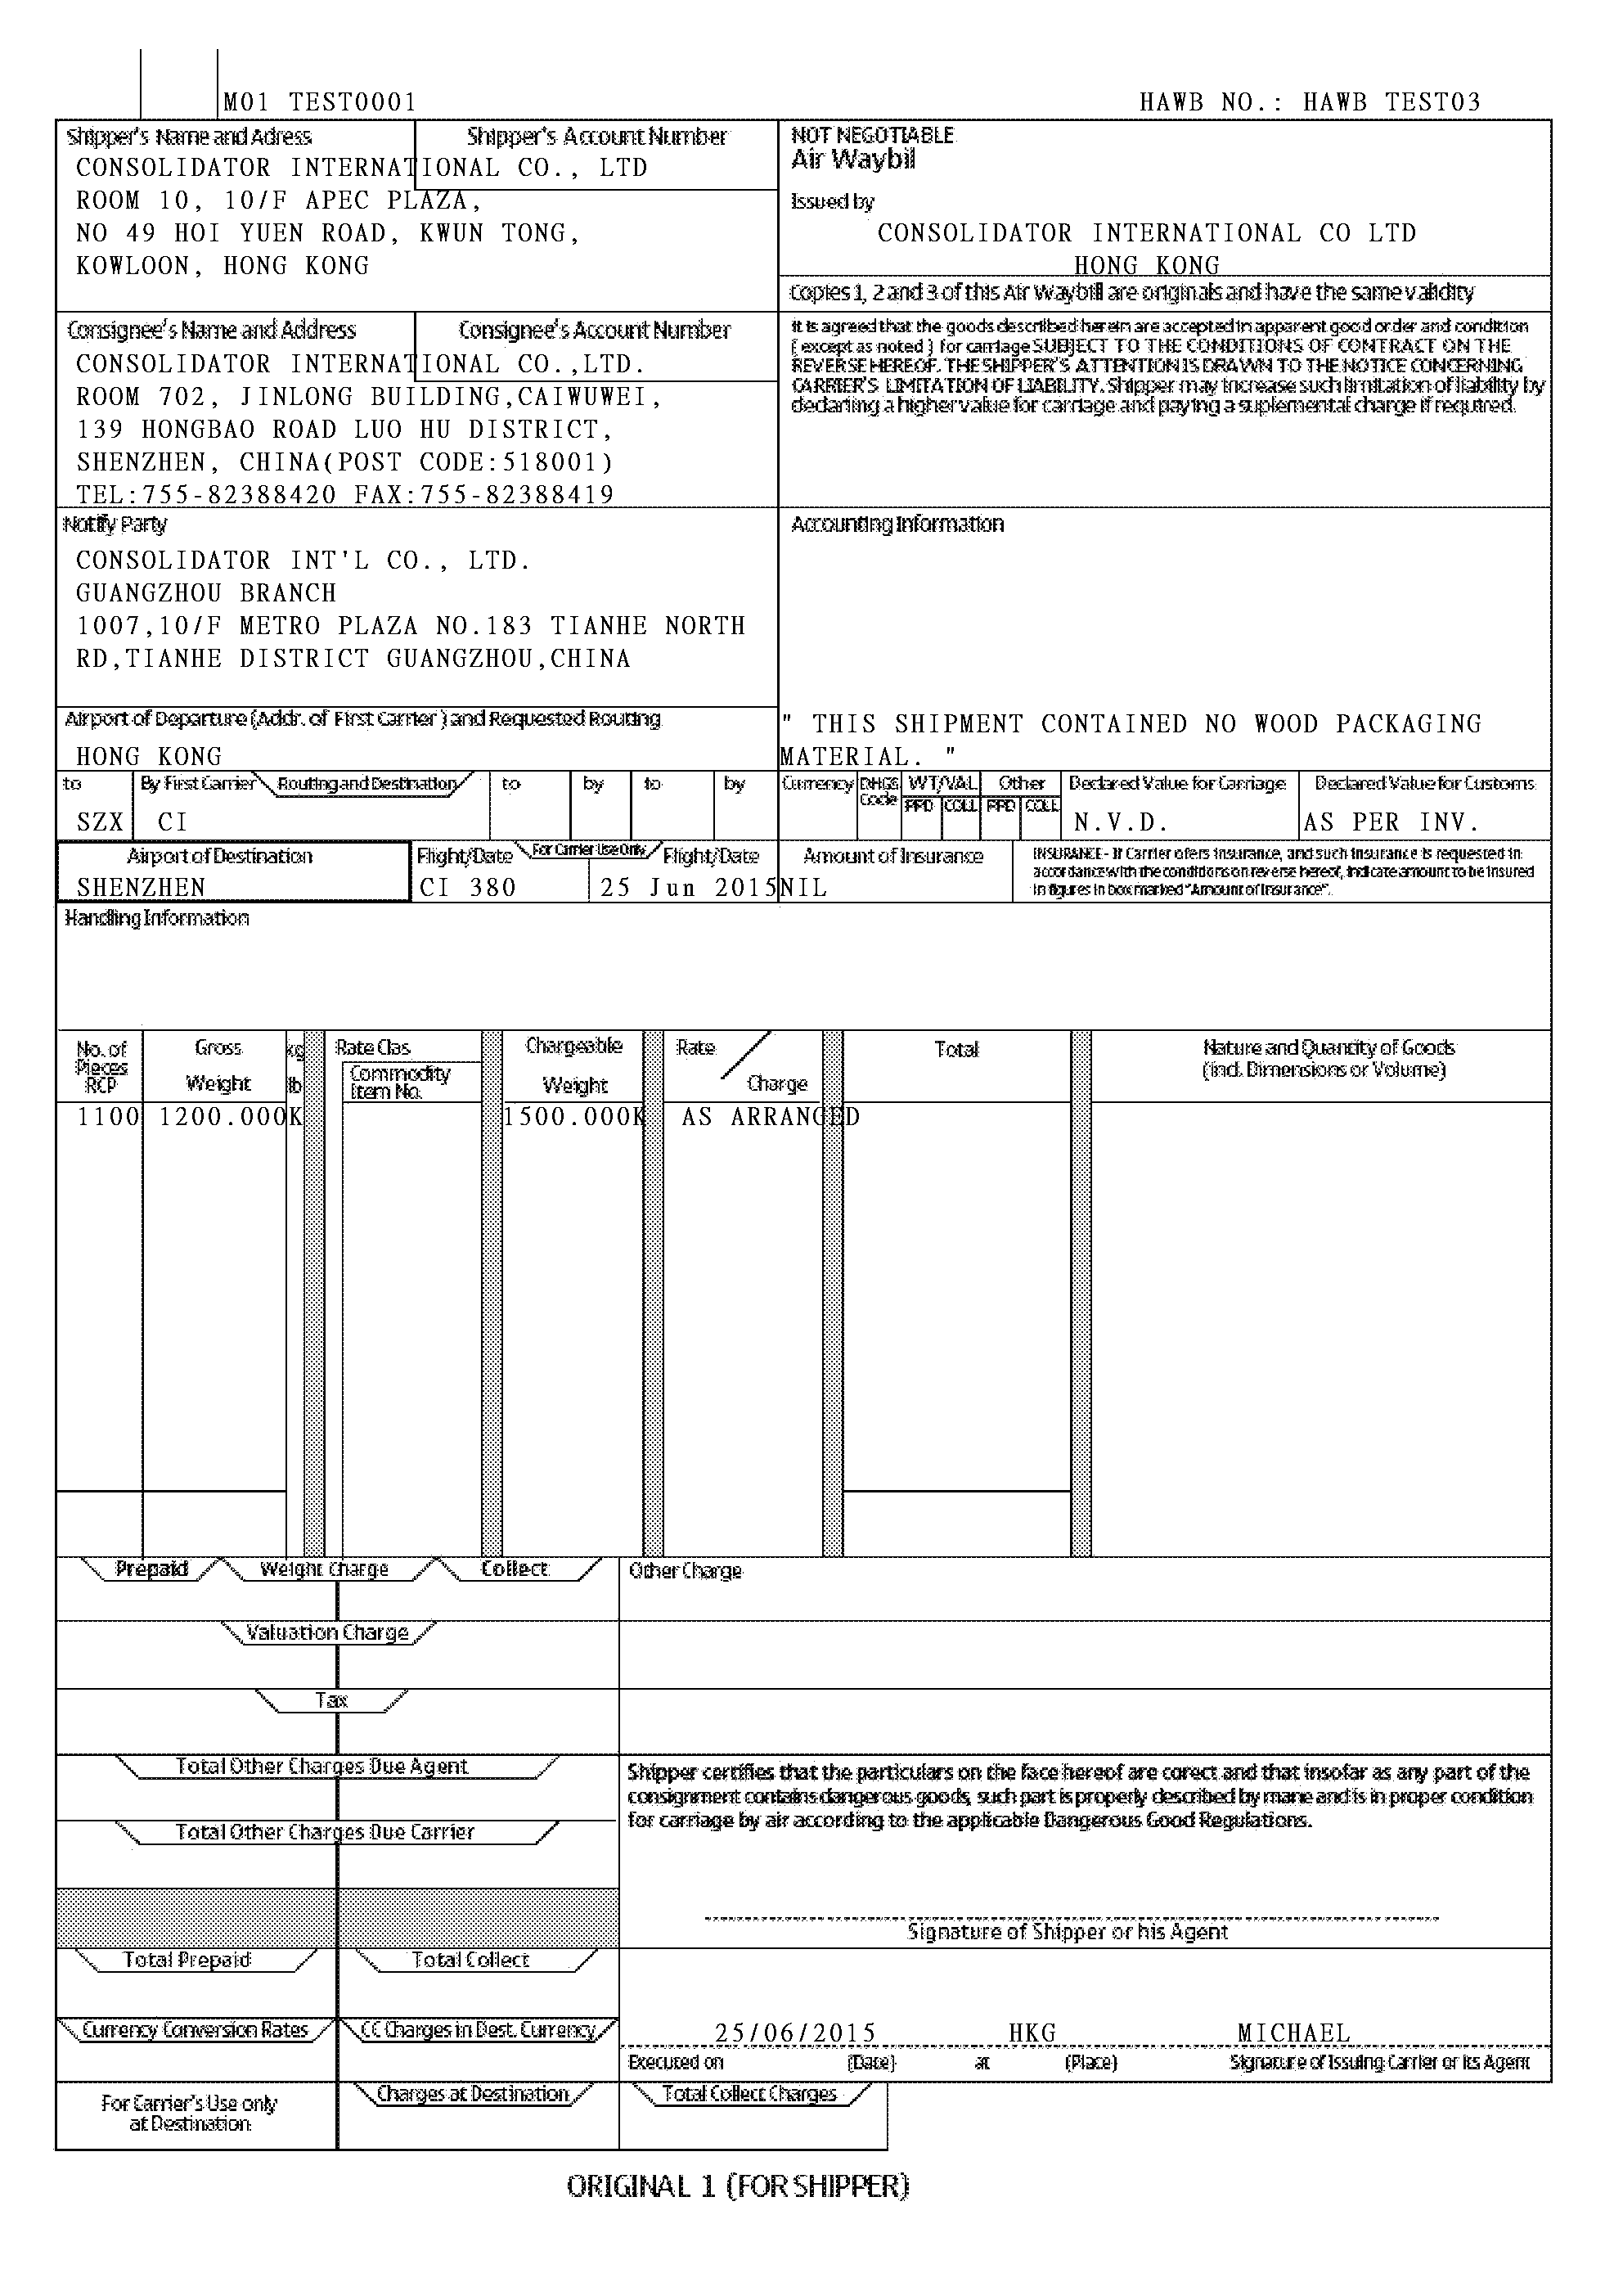 M01 TEST0001
HAWB NO.: HAWB TEST03
Shipper's Name and Adress
Shipper's Account Number
CONSOLIDATOR INTERNATIONAL CO., LTD
ROOM 10, 10/F APEC PLAZA,
NO 49 HOI YUEN ROAD, KWUN TONG,
KOWLOON, HONG KONG
NOT NEGOTIABLE
Air Waybil
Issued by
CONSOLIDATOR INTERNATIONAL CO LTD
HONG KONG
Copies 1, 2 and 3 of this Air Waybill are originals and have the same validity
Consignee's Name and Address
Consignee's Account Number
CONSOLIDATOR INTERNATIONAL CO.,LTD.
ROOM 702, JINLONG BUILDING,CAIWUWEI,
139 HONGBAO ROAD LUO HU DISTRICT,
SHENZHEN, CHINA(POST CODE:518001)
TEL:755-82388420 FAX:755-82388419
It is agreed that the goods described herein are accepted in apparent good order and condition
( except as noted ) for carriage SUBJECT TO THE CONDITIONS OF CONTRACT ON THE
REVERSE HEREOF. THE SHIPPER'S ATTENTION IS DRAWN TO THE NOTICE CONCERNING
CARRIER'S LIMITATION OF LIABILITY. Shipper may increase such limitation of liability by
declaring a higher value for carriage and paying a suplemental charge if required.
Notify Party
CONSOLIDATOR INT'L CO., LTD.
GUANGZHOU BRANCH
1007,10/F METRO PLAZA NO.183 TIANHE NORTH
RD,TIANHE DISTRICT GUANGZHOU,CHINA
Accounting Information
" THIS SHIPMENT CONTAINED NO WOOD PACKAGING
MATERIAL. "
Airport of Departure (Addr. of First Carrier ) and Requested Routing
HONG KONG
to
By First Carrier
Routing and Destination
to
by
to
by
SZX
CI
Currency
CHGS
Code
WT/VAL
PPD
COLL
Other
PPD
COLL
Declared Value for Carriage
N.V.D.
Declared Value for Customs
AS PER INV.
Airport of Destination
SHENZHEN
Flight/Date
For Carrier Use Only
Flight/Date
CI 380
25 Jun 2015
Amount of Insurance
NIL
INSURANCE - If Carrier ofers insurance, and such insurance is requested in
accordance with the conditions on reverse hereof, indicate amount to be insured
in figures in box marked "Amount of Insurance".
Handling Information
No. of
Pieces
RCP
Gross
Weight
kg
lb
Rate Clas
Commodity
Item No.
Chargeable
Weight
Rate
Charge
Total
Nature and Quantity of Goods
(incl. Dimensions or Volume)
1100
1200.000K
1500.000K
AS ARRANGED
Prepaid
Weight Charge
Collect
Other Charge
Valuation Charge
Tax
Total Other Charges Due Agent
Total Other Charges Due Carrier
Shipper certifies that the particulars on the face hereof are corect and that insofar as any part of the
consignment contains dangerous goods, such part is properly described by mane and is in proper condition
for carriage by air according to the applicable Dangerous Good Regulations.
Signature of Shipper or his Agent
Total Prepaid
Total Collect
Currency Conversion Rates
CC Charges in Dest. Currency
25/06/2015
HKG
MICHAEL
Executed on
(Date)
at
(Place)
Signature of Issuing Carrier or its Agent
For Carrier's Use only
at Destination
Charges at Destination
Total Collect Charges
ORIGINAL 1 (FOR SHIPPER)